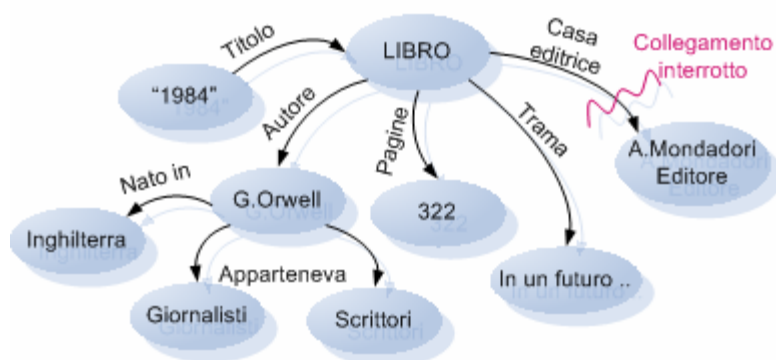 Titolo
LIBRO
Casa
editrice
Collegamento
interrotto
"1984"
Autore
Pagine
Trama
A.Mondadori
Editore
Nato in
G.Orwell
322
Inghilterra
Apparteneva
In un futuro ..
Giornalisti
Scrittori